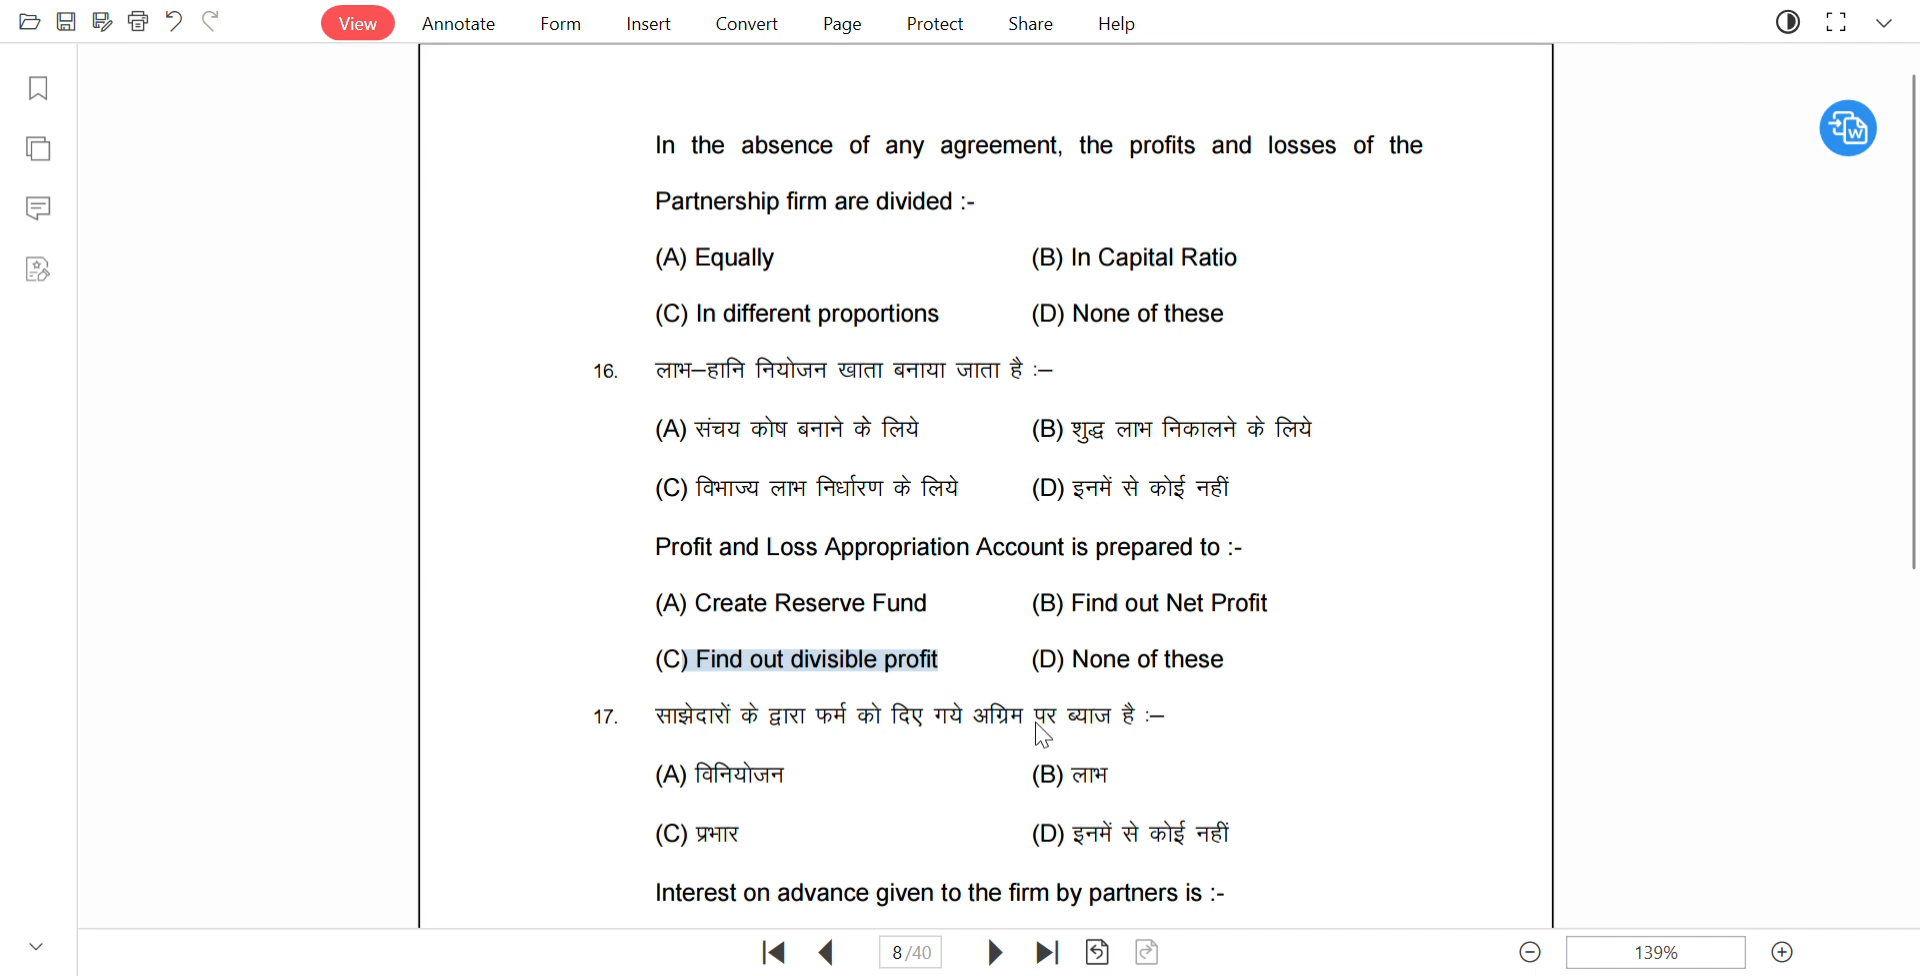 View Annotate Form Insert Convert Page Protect Share Help
In the absence of any agreement, the profits and losses of the
Partnership firm are divided :-
(A) Equally (B) In Capital Ratio
(C) In different proportions (D) None of these
16. लाभ–हानि नियोजन खाता बनाया जाता है :–
(A) संचय कोष बनाने के लिये (B) शुद्ध लाभ निकालने के लिये
(C) विभाज्य लाभ निर्धारण के लिये (D) इनमें से कोई नहीं
Profit and Loss Appropriation Account is prepared to :-
(A) Create Reserve Fund (B) Find out Net Profit
(C) Find out divisible profit (D) None of these
17. साझेदारों के द्वारा फर्म को दिए गये अग्रिम पर ब्याज है :–
(A) विनियोजन (B) लाभ
(C) प्रभार (D) इनमें से कोई नहीं
Interest on advance given to the firm by partners is :-
8 /40 139%